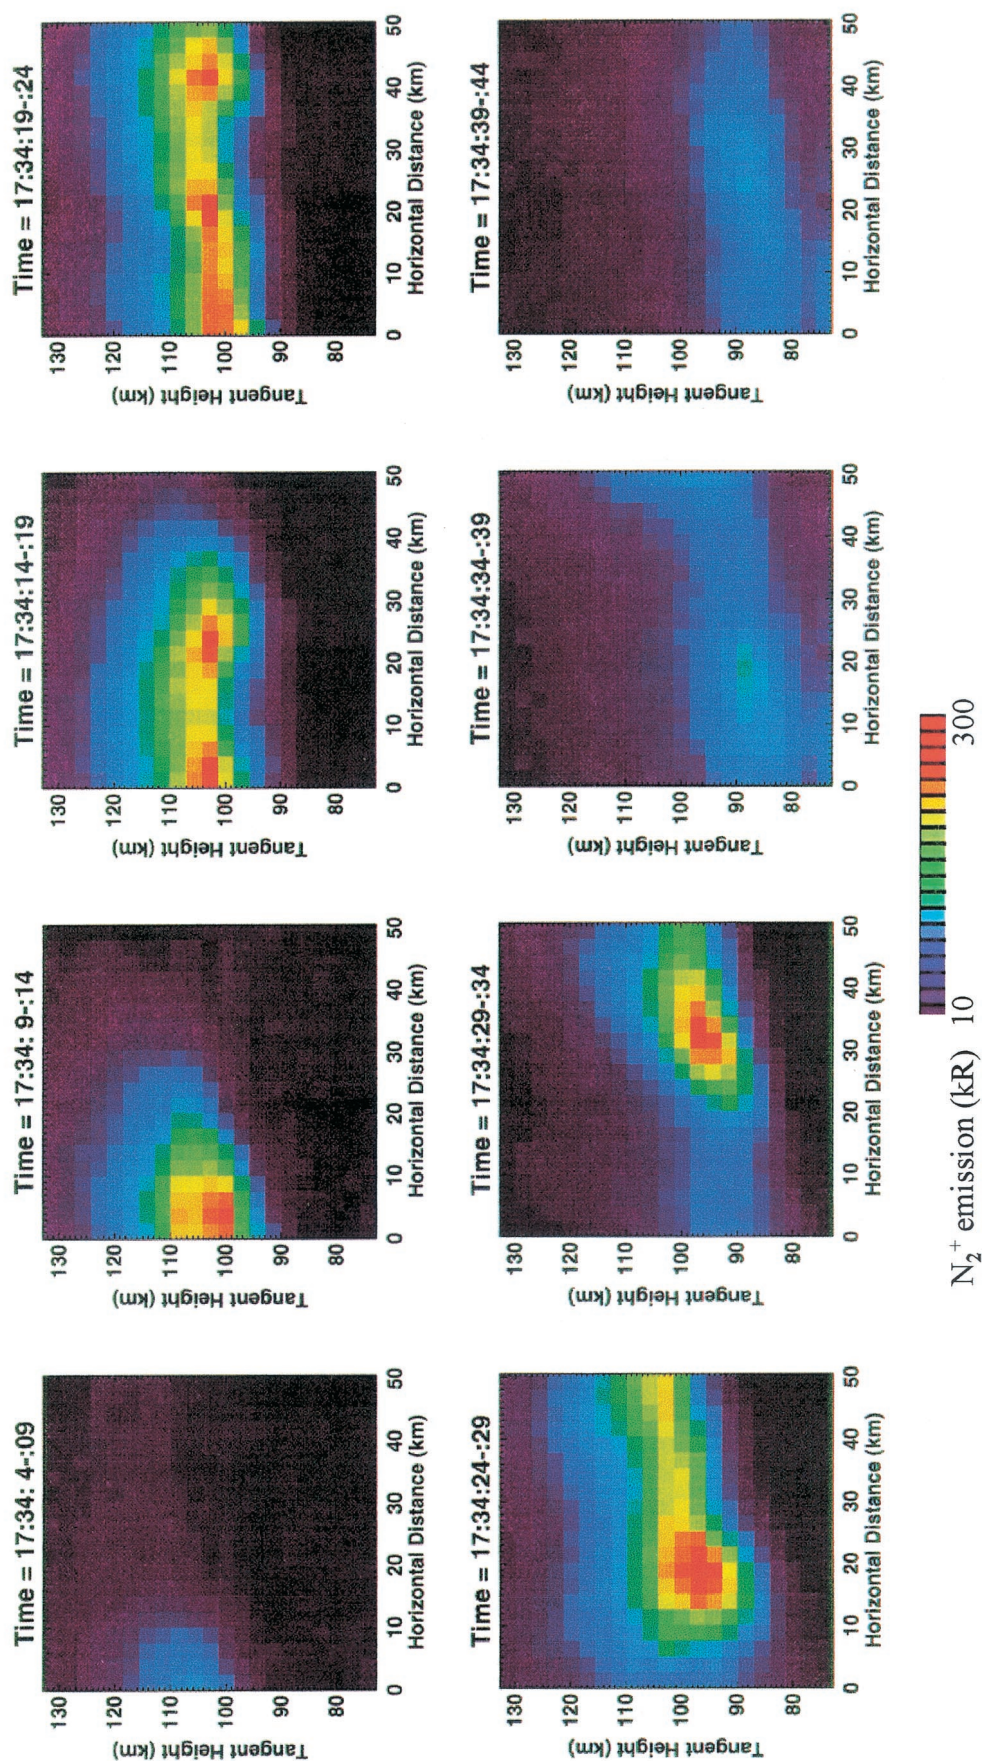 Time = 17:34: 4-:09
Tangent Height (km)
130
120
110
100
90
80
0 10 20 30 40 50
Horizontal Distance (km)
Time = 17:34: 9-:14
Tangent Height (km)
130
120
110
100
90
80
0 10 20 30 40 50
Horizontal Distance (km)
Time = 17:34:14-:19
Tangent Height (km)
130
120
110
100
90
80
0 10 20 30 40 50
Horizontal Distance (km)
Time = 17:34:19-:24
Tangent Height (km)
130
120
110
100
90
80
0 10 20 30 40 50
Horizontal Distance (km)
Time = 17:34:24-:29
Tangent Height (km)
130
120
110
100
90
80
0 10 20 30 40 50
Horizontal Distance (km)
Time = 17:34:29-:34
Tangent Height (km)
130
120
110
100
90
80
0 10 20 30 40 50
Horizontal Distance (km)
Time = 17:34:34-:39
Tangent Height (km)
130
120
110
100
90
80
0 10 20 30 40 50
Horizontal Distance (km)
Time = 17:34:39-:44
Tangent Height (km)
130
120
110
100
90
80
0 10 20 30 40 50
Horizontal Distance (km)
N₂⁺ emission (kR) 10 300